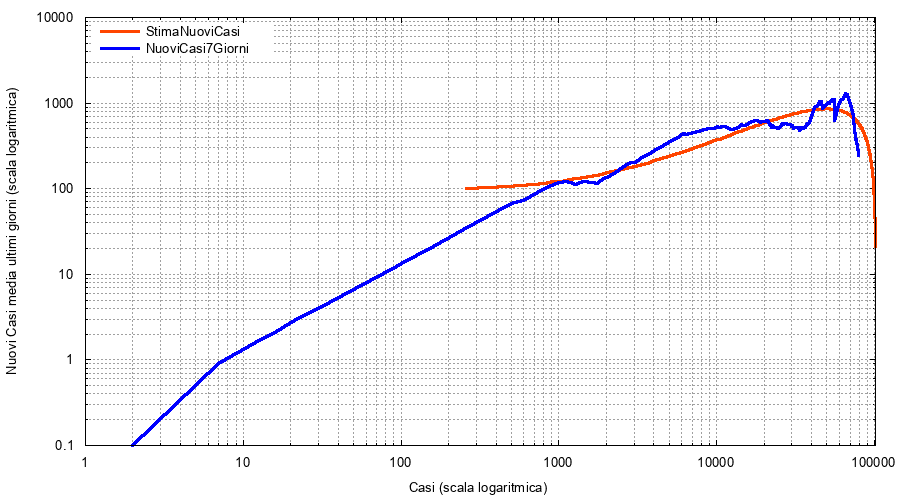 StimaNuoviCasi
NuoviCasi7Giorni
10000
1000
100
10
1
0.1
Nuovi Casi media ultimi giorni (scala logaritmica)
1 10 100 1000 10000 100000
Casi (scala logaritmica)